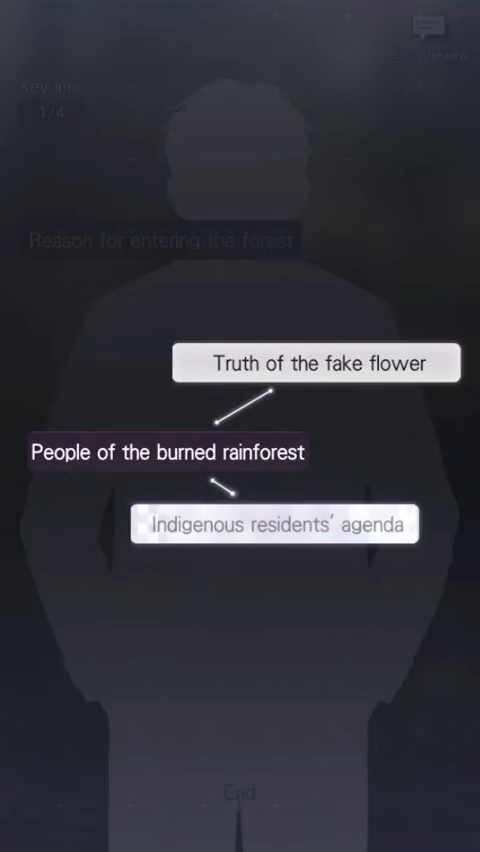 Key Info
1/4
Reason for entering the forest
Truth of the fake flower
People of the burned rainforest
Indigenous residents' agenda
End